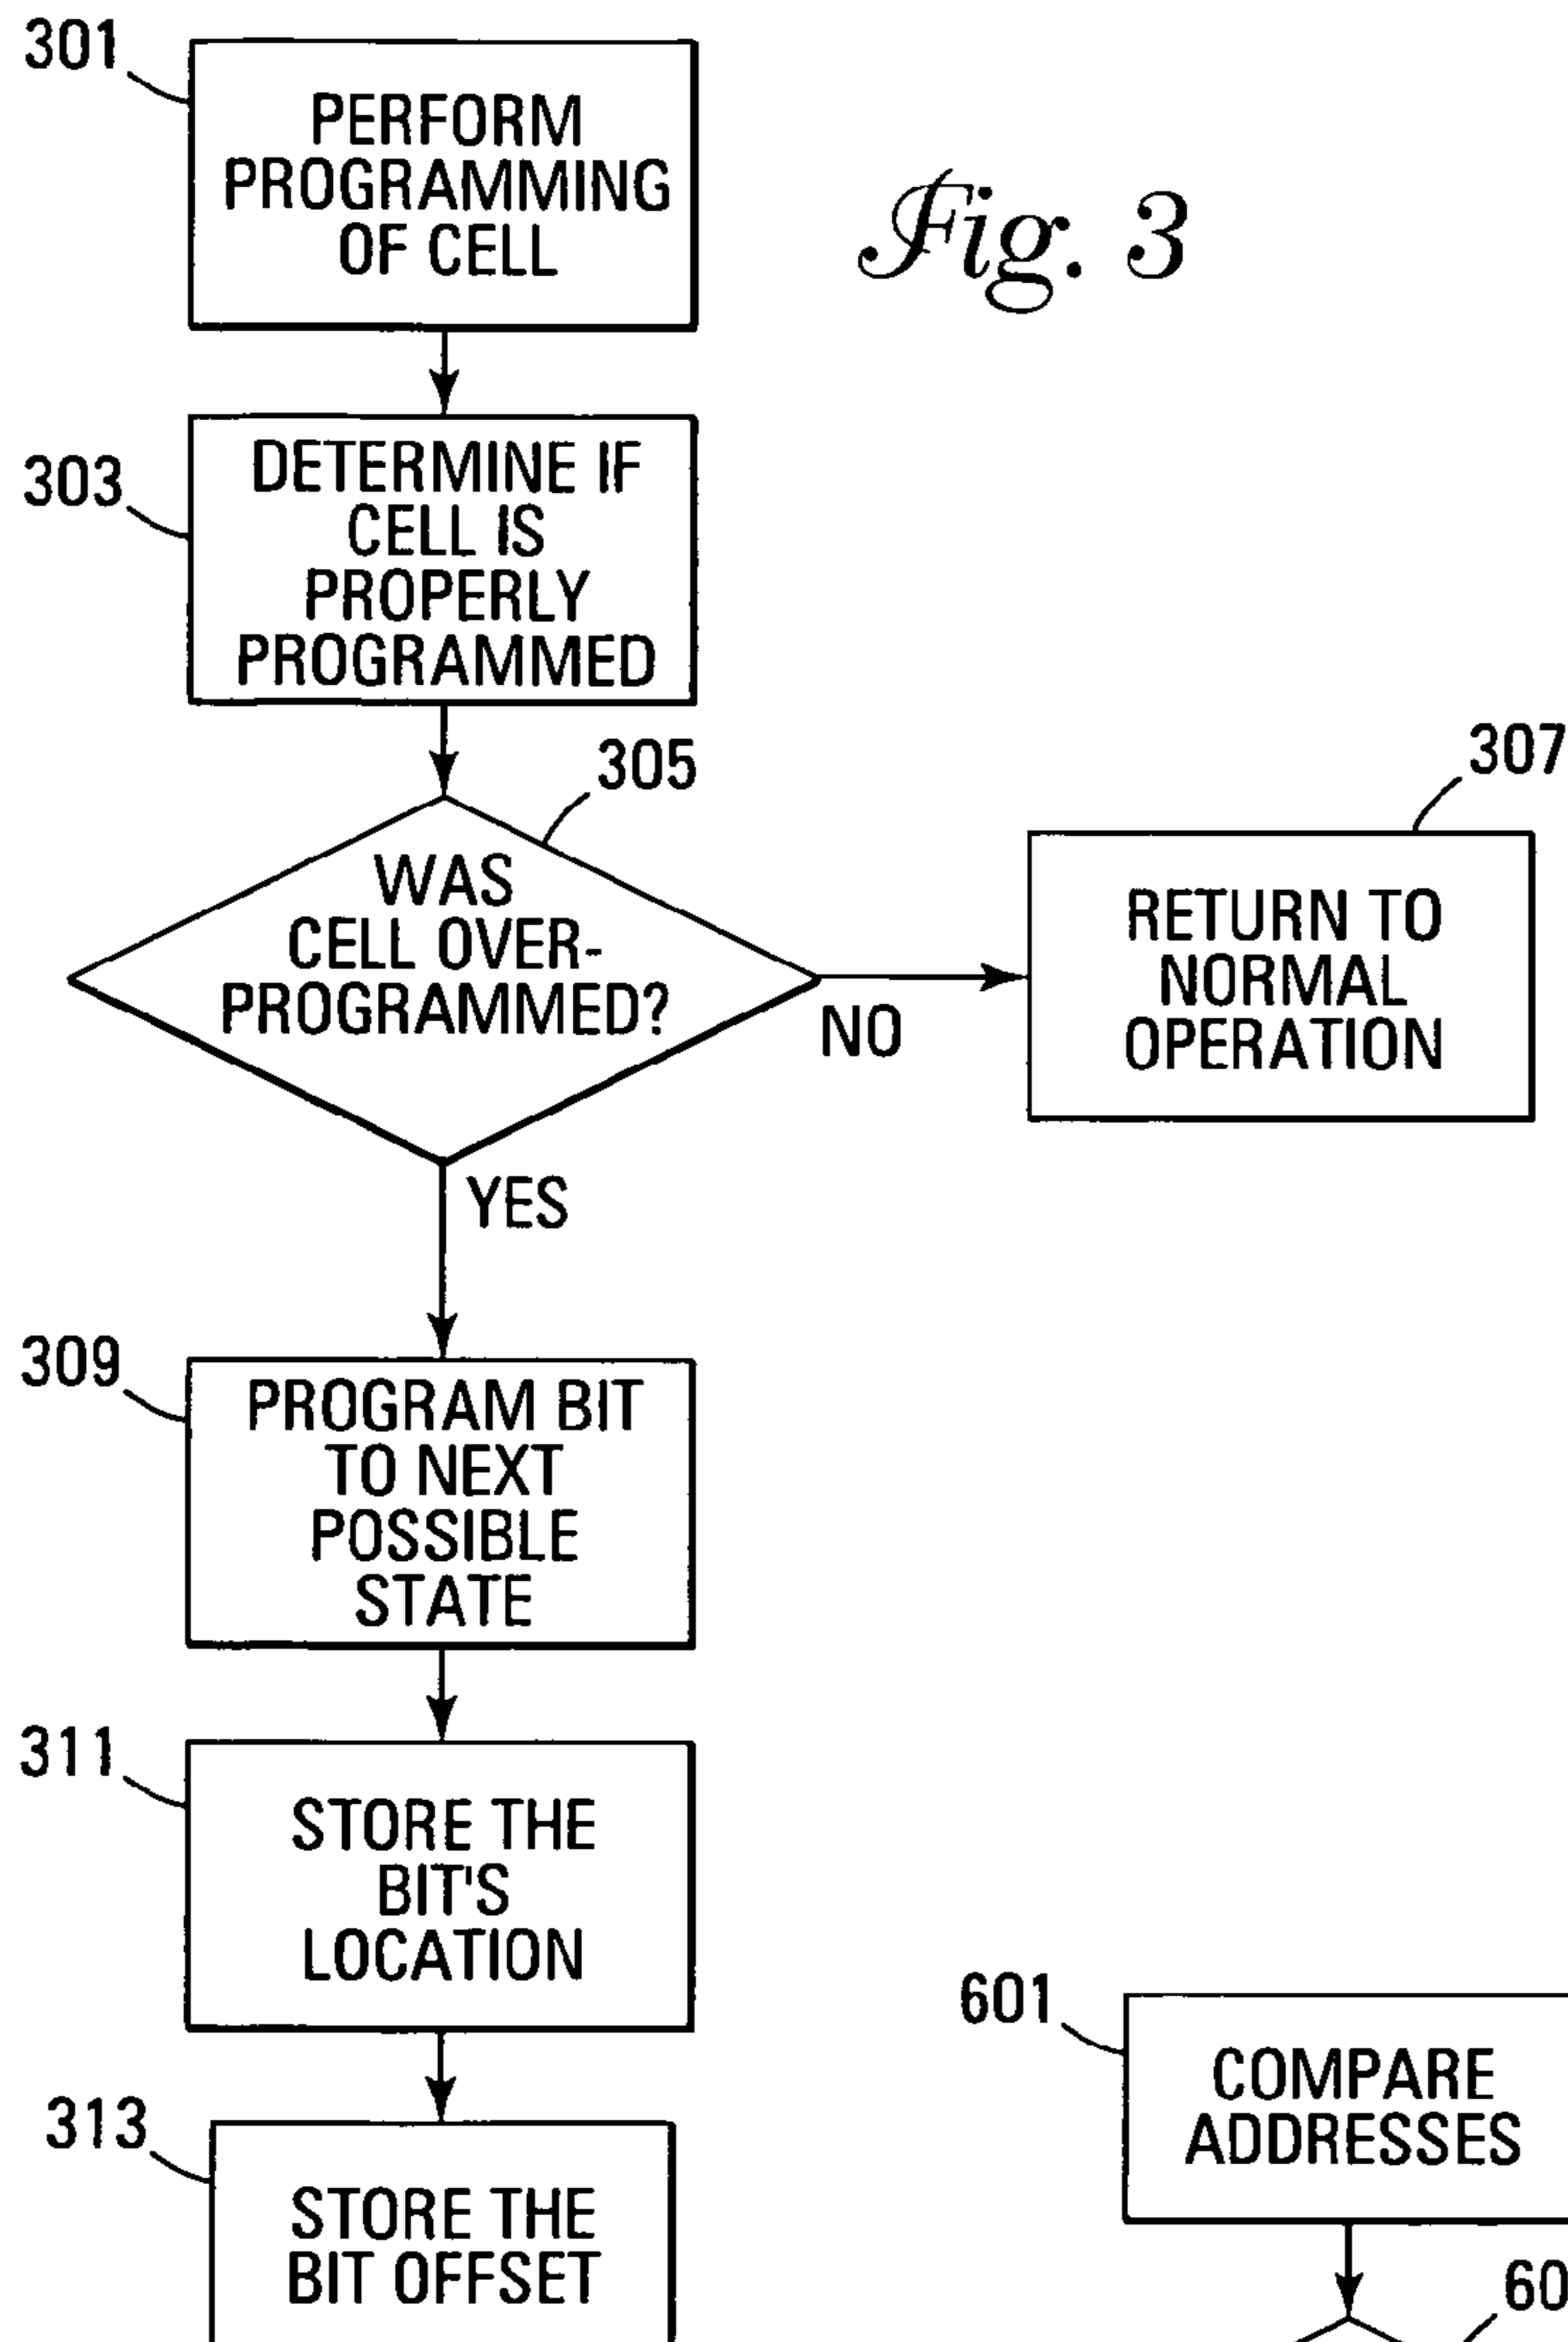 301
PERFORM
PROGRAMMING
OF CELL
Fig. 3
303
DETERMINE IF
CELL IS
PROPERLY
PROGRAMMED
305
WAS
CELL OVER-
PROGRAMMED?
NO
307
RETURN TO
NORMAL
OPERATION
YES
309
PROGRAM BIT
TO NEXT
POSSIBLE
STATE
311
STORE THE
BIT'S
LOCATION
313
STORE THE
BIT OFFSET
601
COMPARE
ADDRESSES